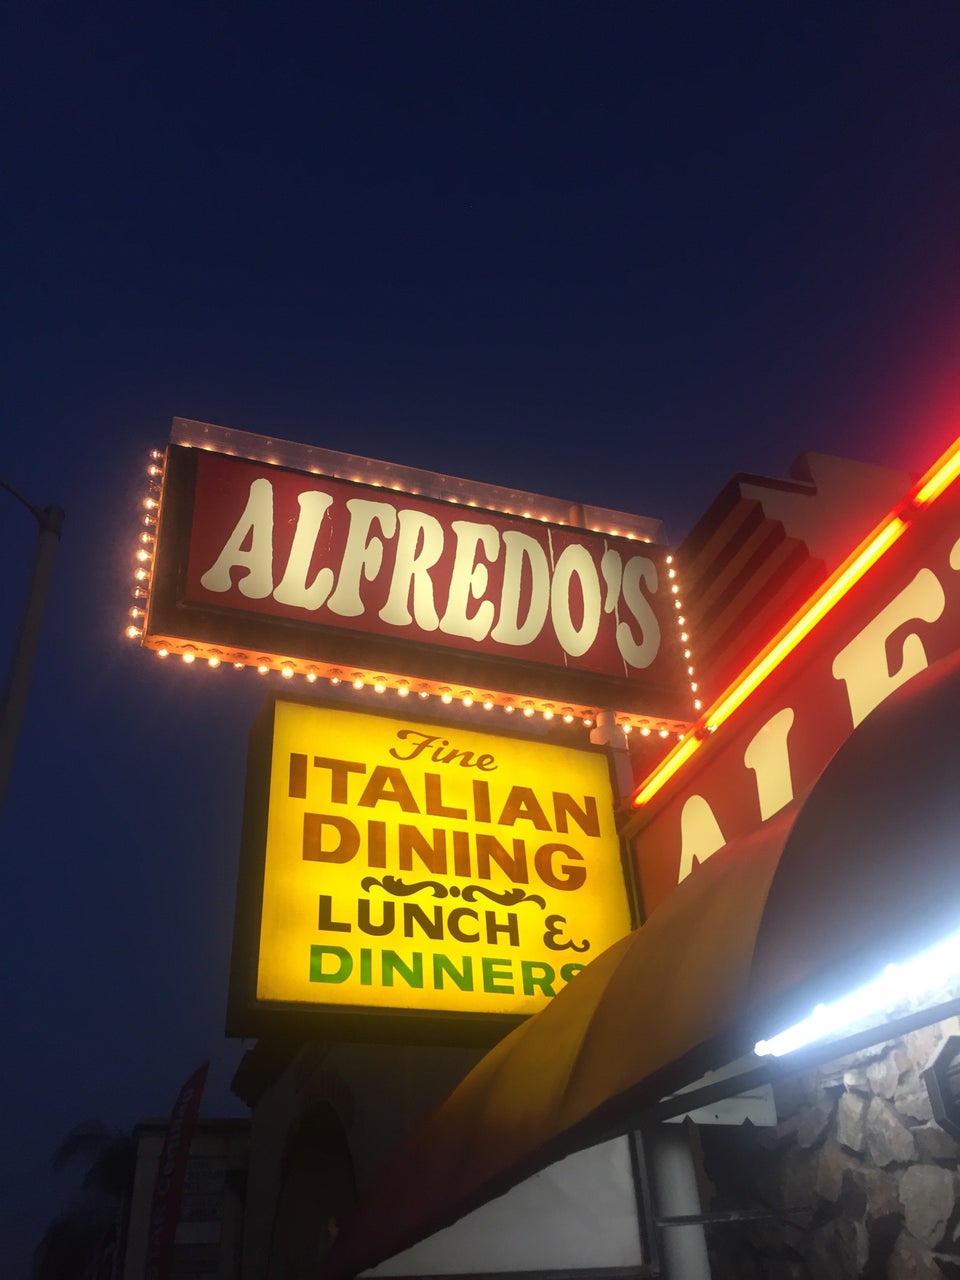 ALFREDO'S
Fine
ITALIAN
DINING
LUNCH &
DINNERS